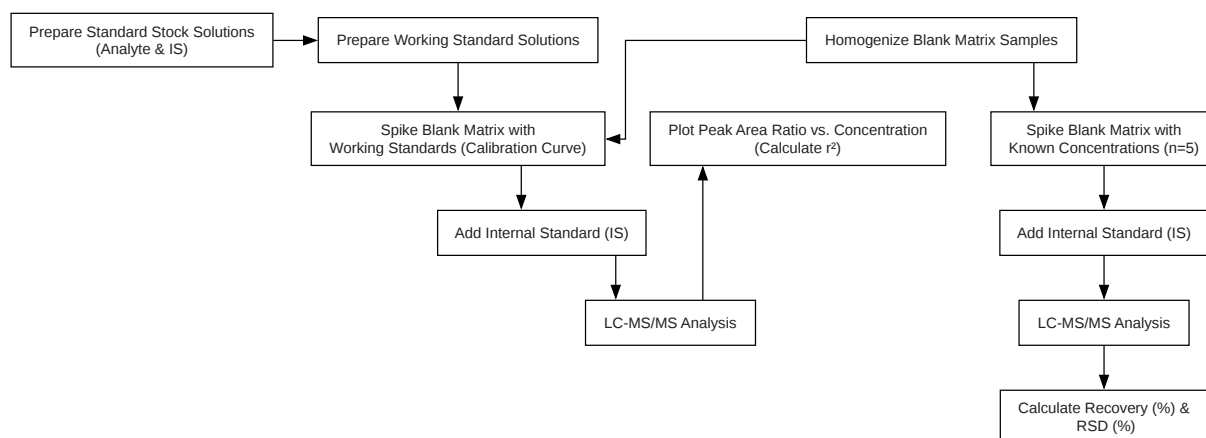 Prepare Standard Stock Solutions
(Analyte & IS)
Prepare Working Standard Solutions
Homogenize Blank Matrix Samples
Spike Blank Matrix with
Working Standards (Calibration Curve)
Plot Peak Area Ratio vs. Concentration
(Calculate r²)
Spike Blank Matrix with
Known Concentrations (n=5)
Add Internal Standard (IS)
Add Internal Standard (IS)
LC-MS/MS Analysis
LC-MS/MS Analysis
Calculate Recovery (%) &
RSD (%)